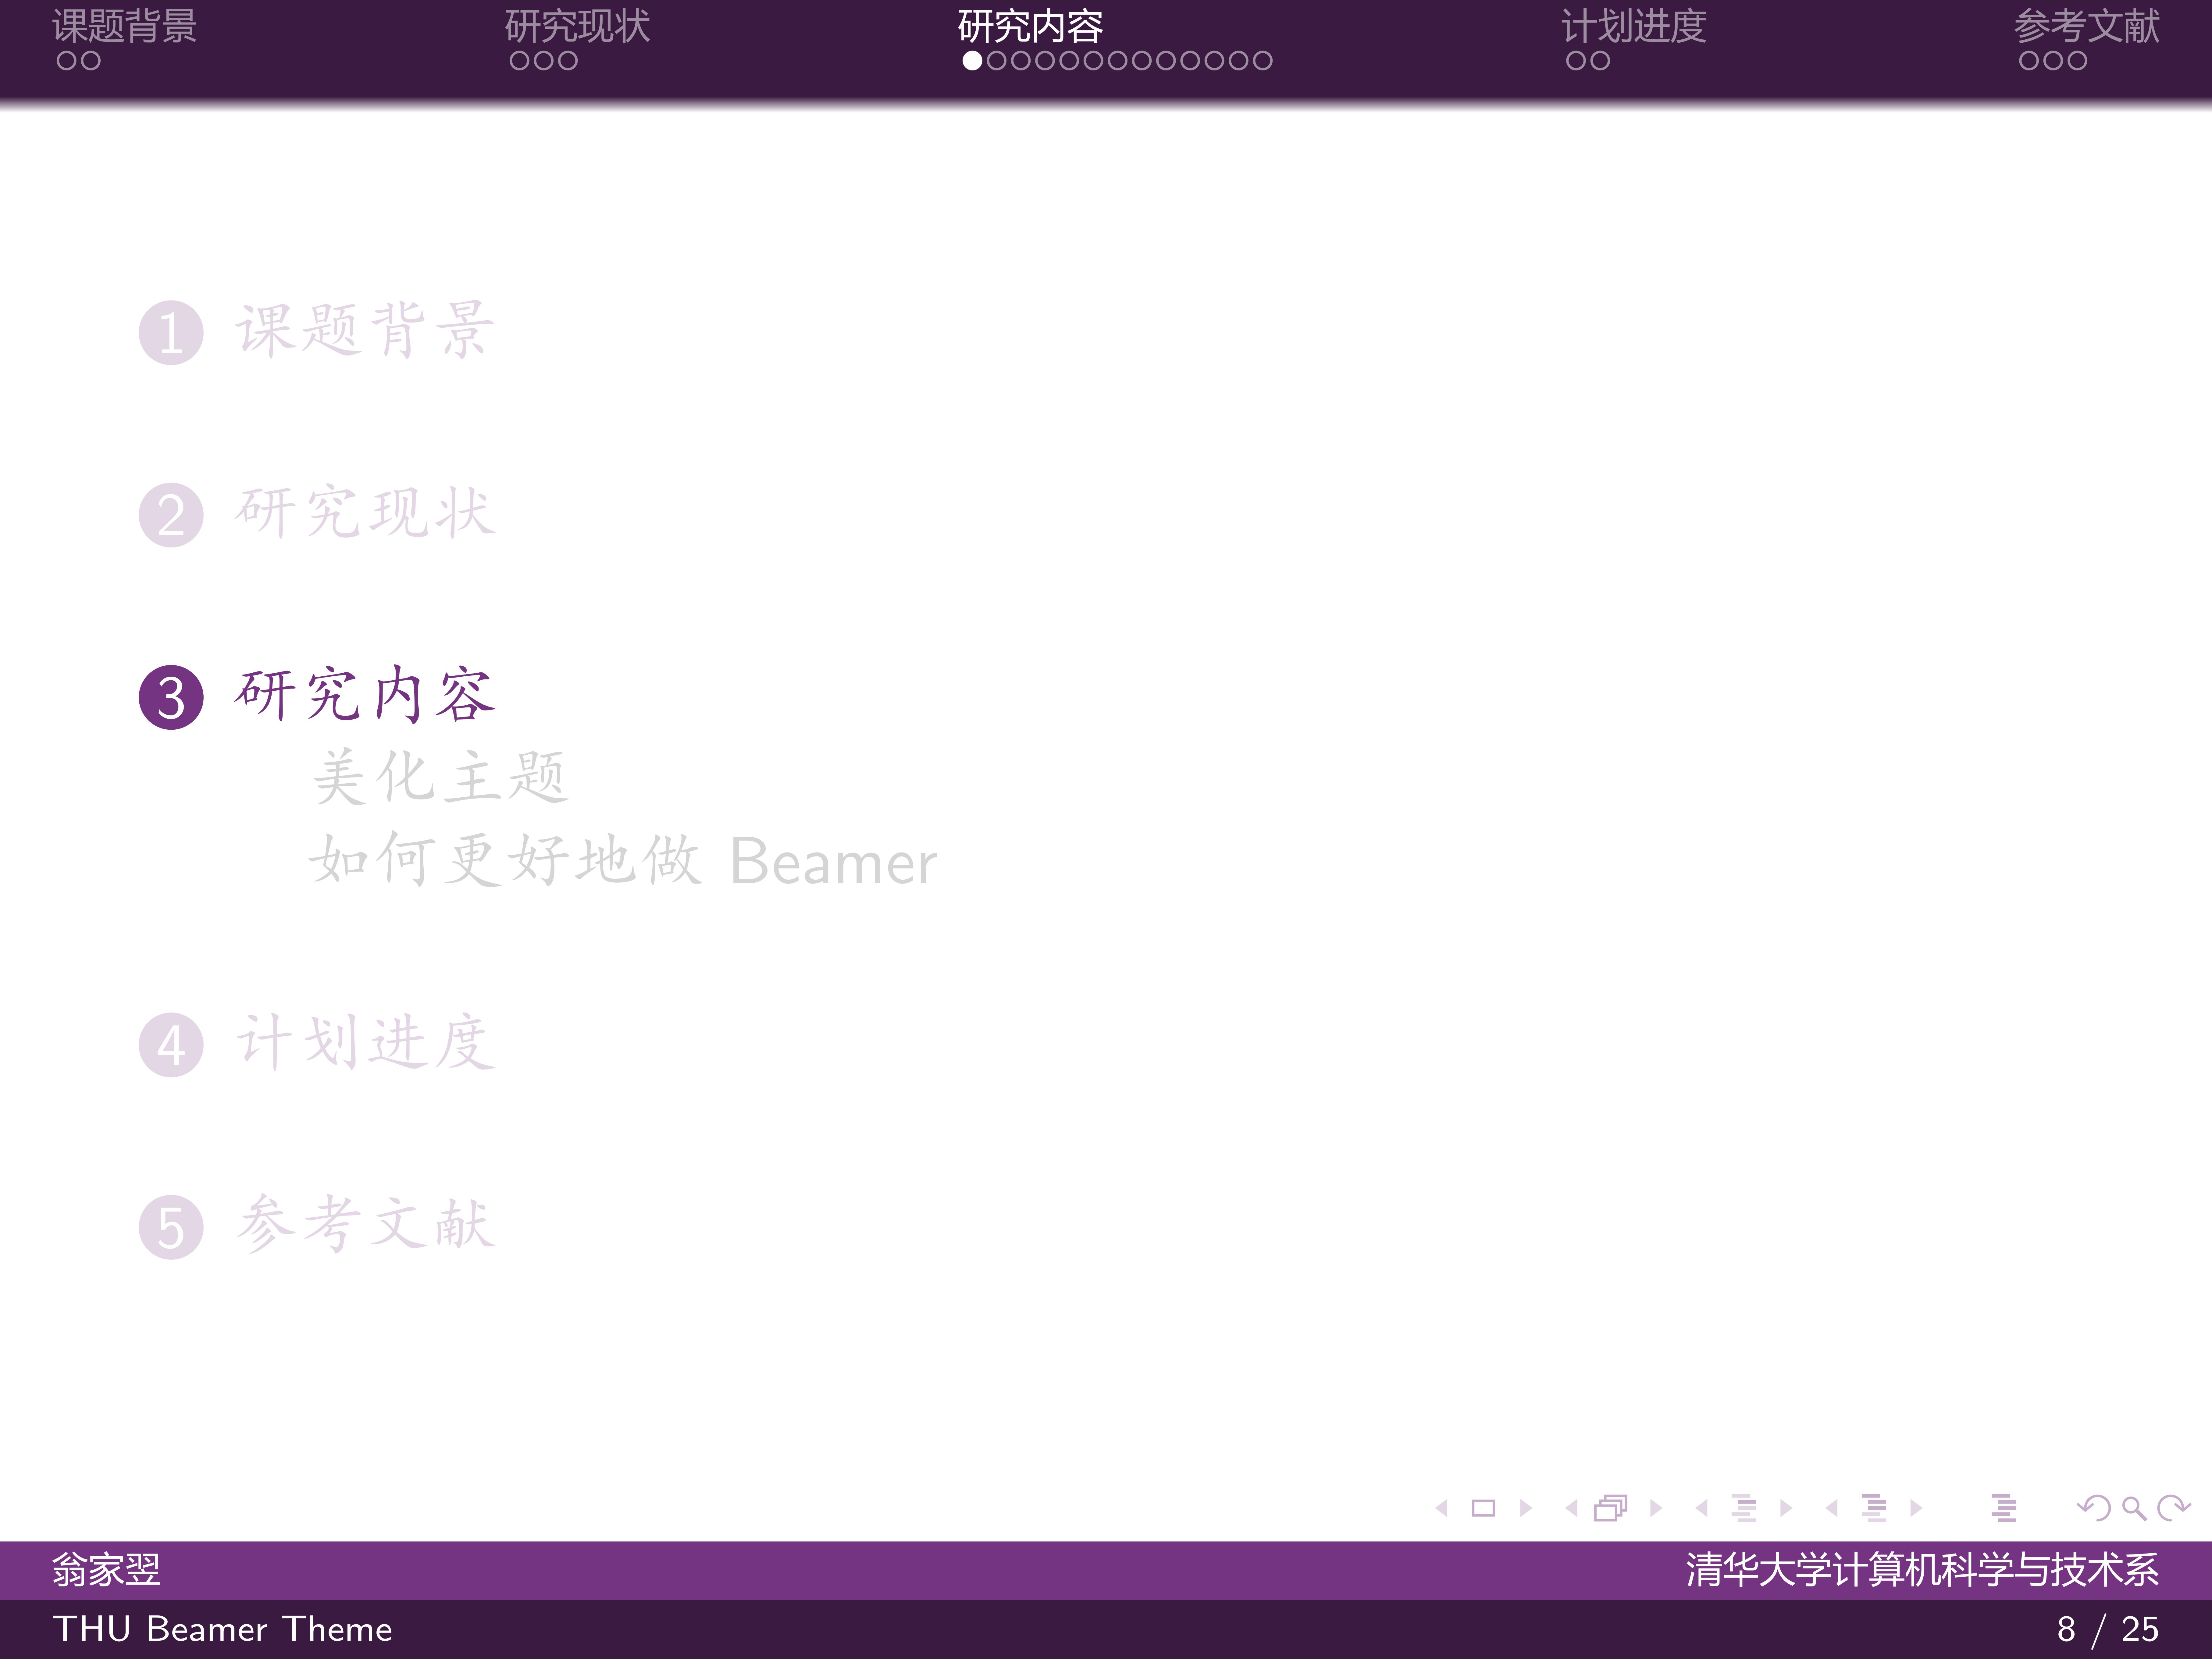 课题背景 研究现状 研究内容 计划进度 参考文献
1 课题背景
2 研究现状
3 研究内容
美化主题
如何更好地做 Beamer
4 计划进度
5 参考文献
翁家翌 清华大学计算机科学与技术系
THU Beamer Theme 8 / 25